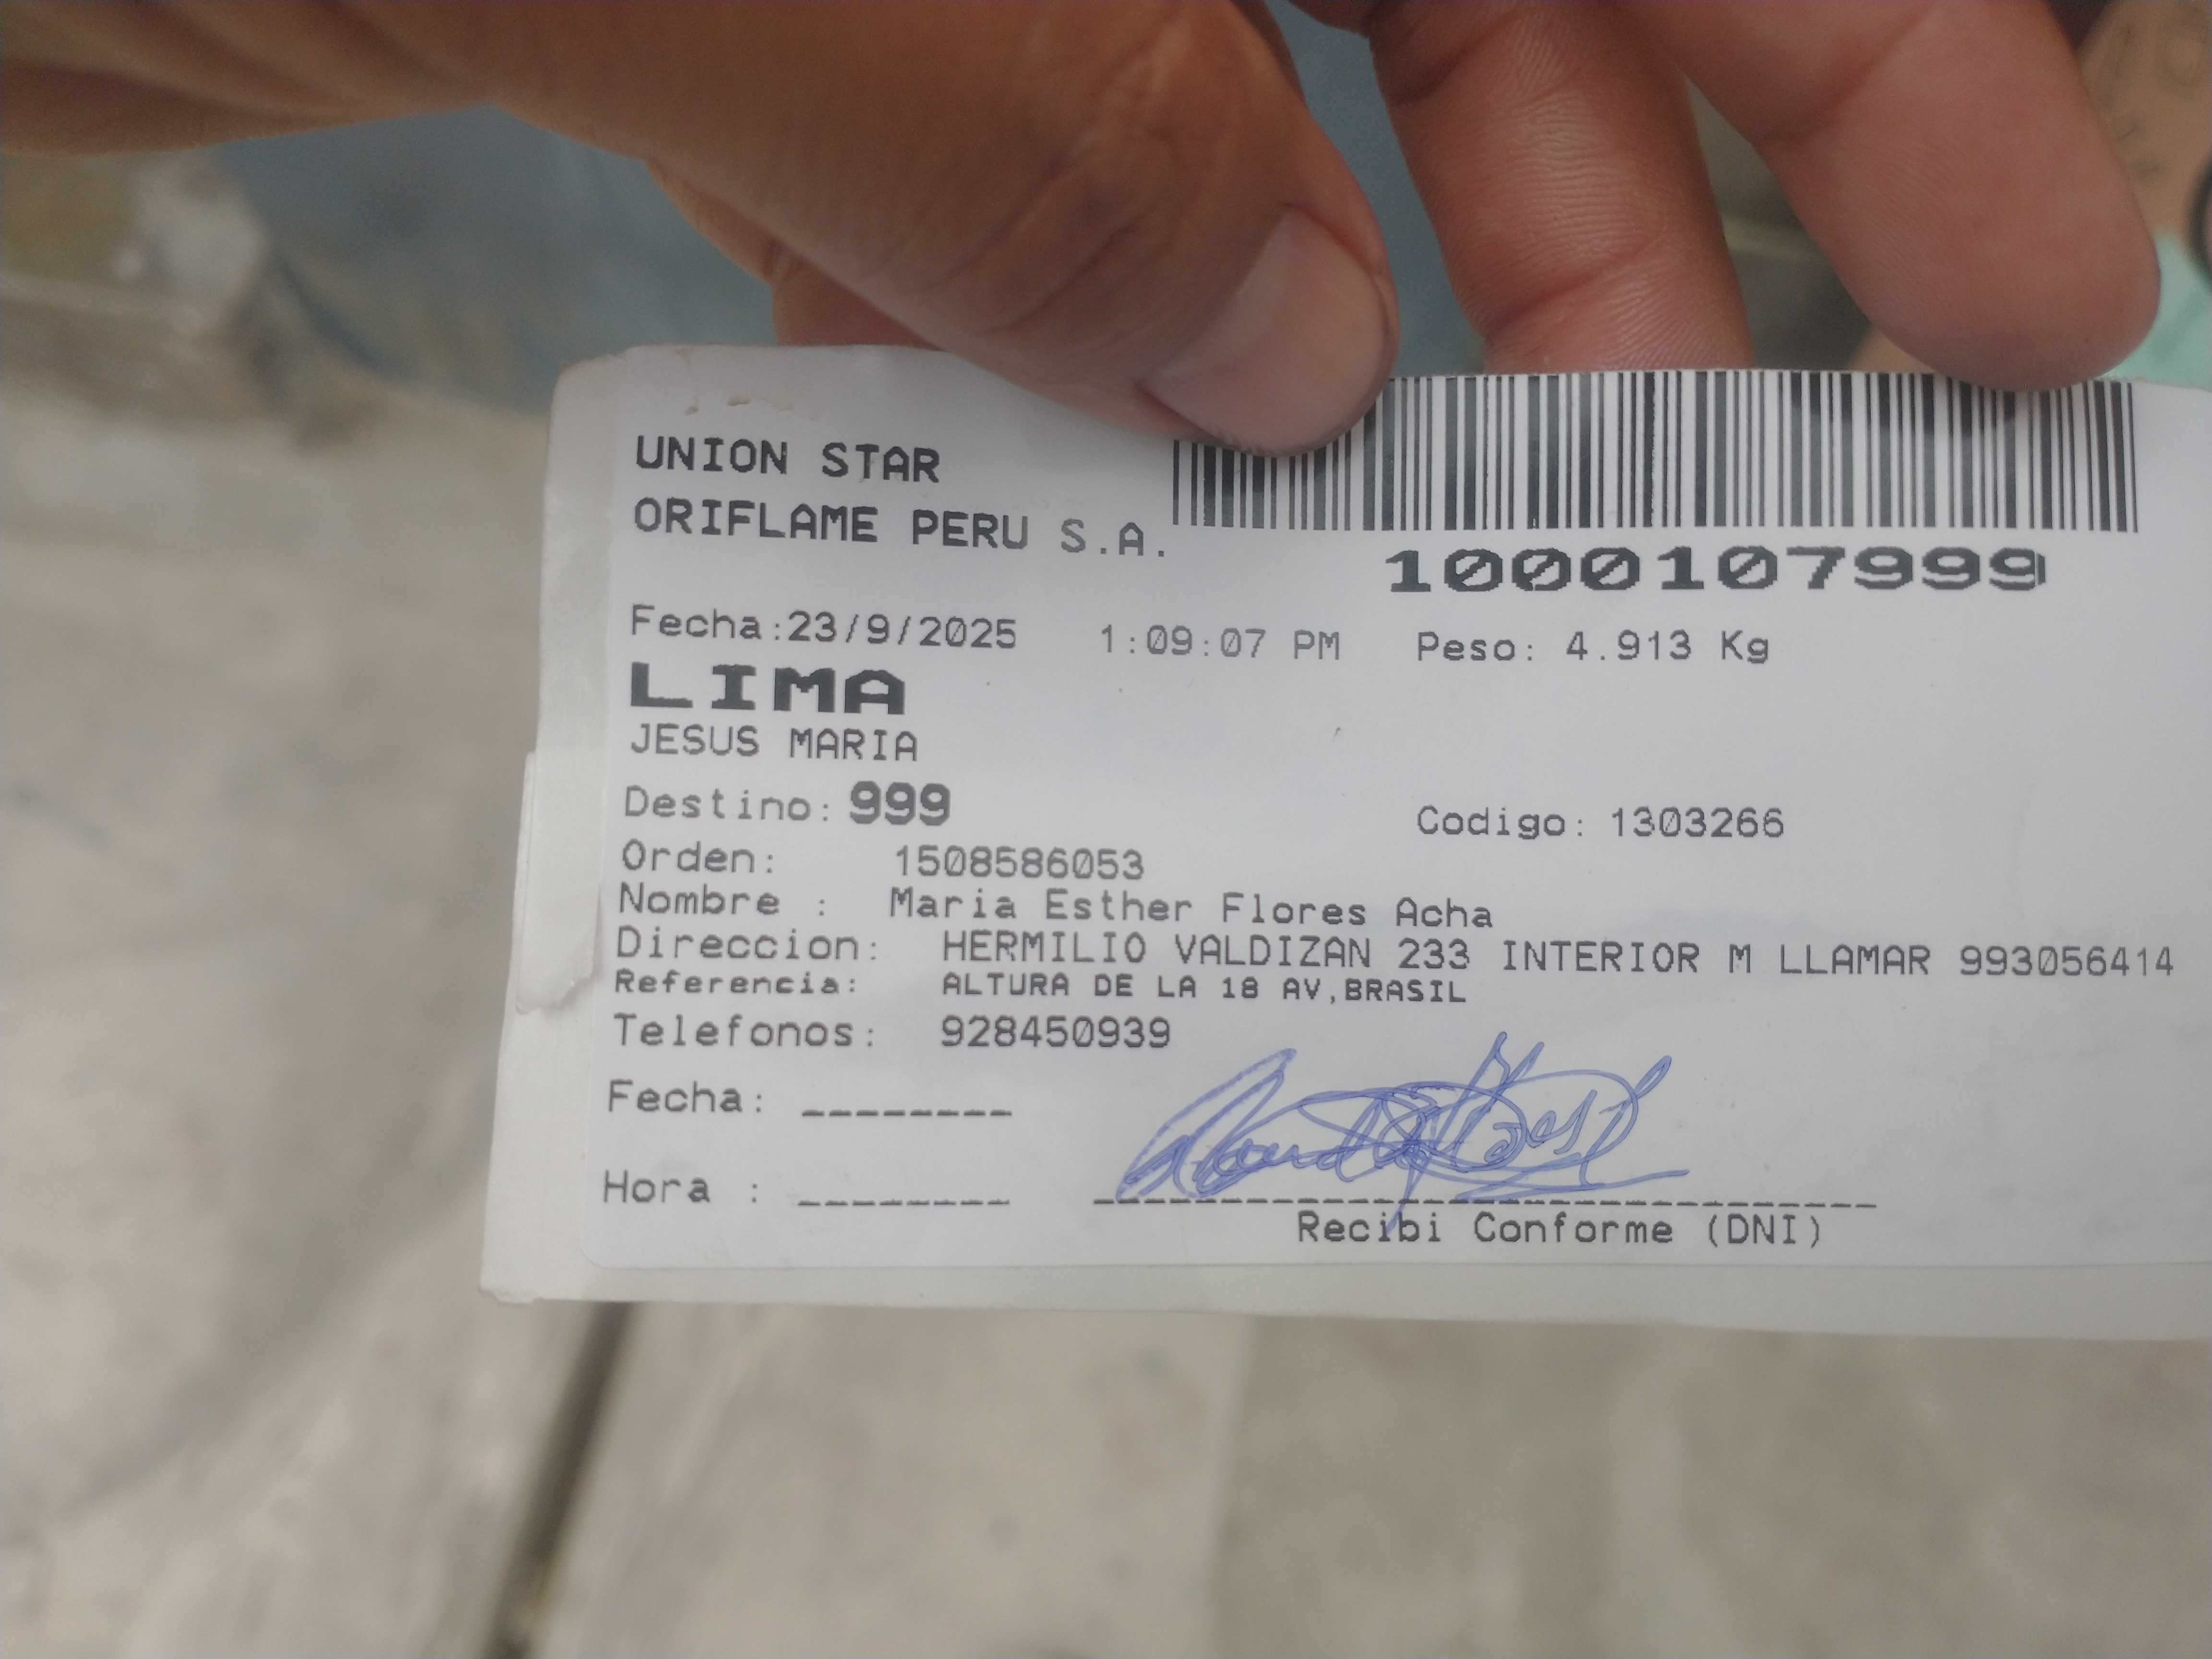 UNION STAR
ORIFLAME PERU S.A.
1000107999
Fecha:23/9/2025 1:09:07 PM Peso: 4.913 Kg
LIMA
JESUS MARIA
Destino: 999 Codigo: 1303266
Orden: 1508586053
Nombre : Maria Esther Flores Acha
Direccion: HERMILIO VALDIZAN 233 INTERIOR M LLAMAR 993056414
Referencia: ALTURA DE LA 18 AV,BRASIL
Telefonos: 928450939
Fecha: ________
Hora : ________
Recibi Conforme (DNI)